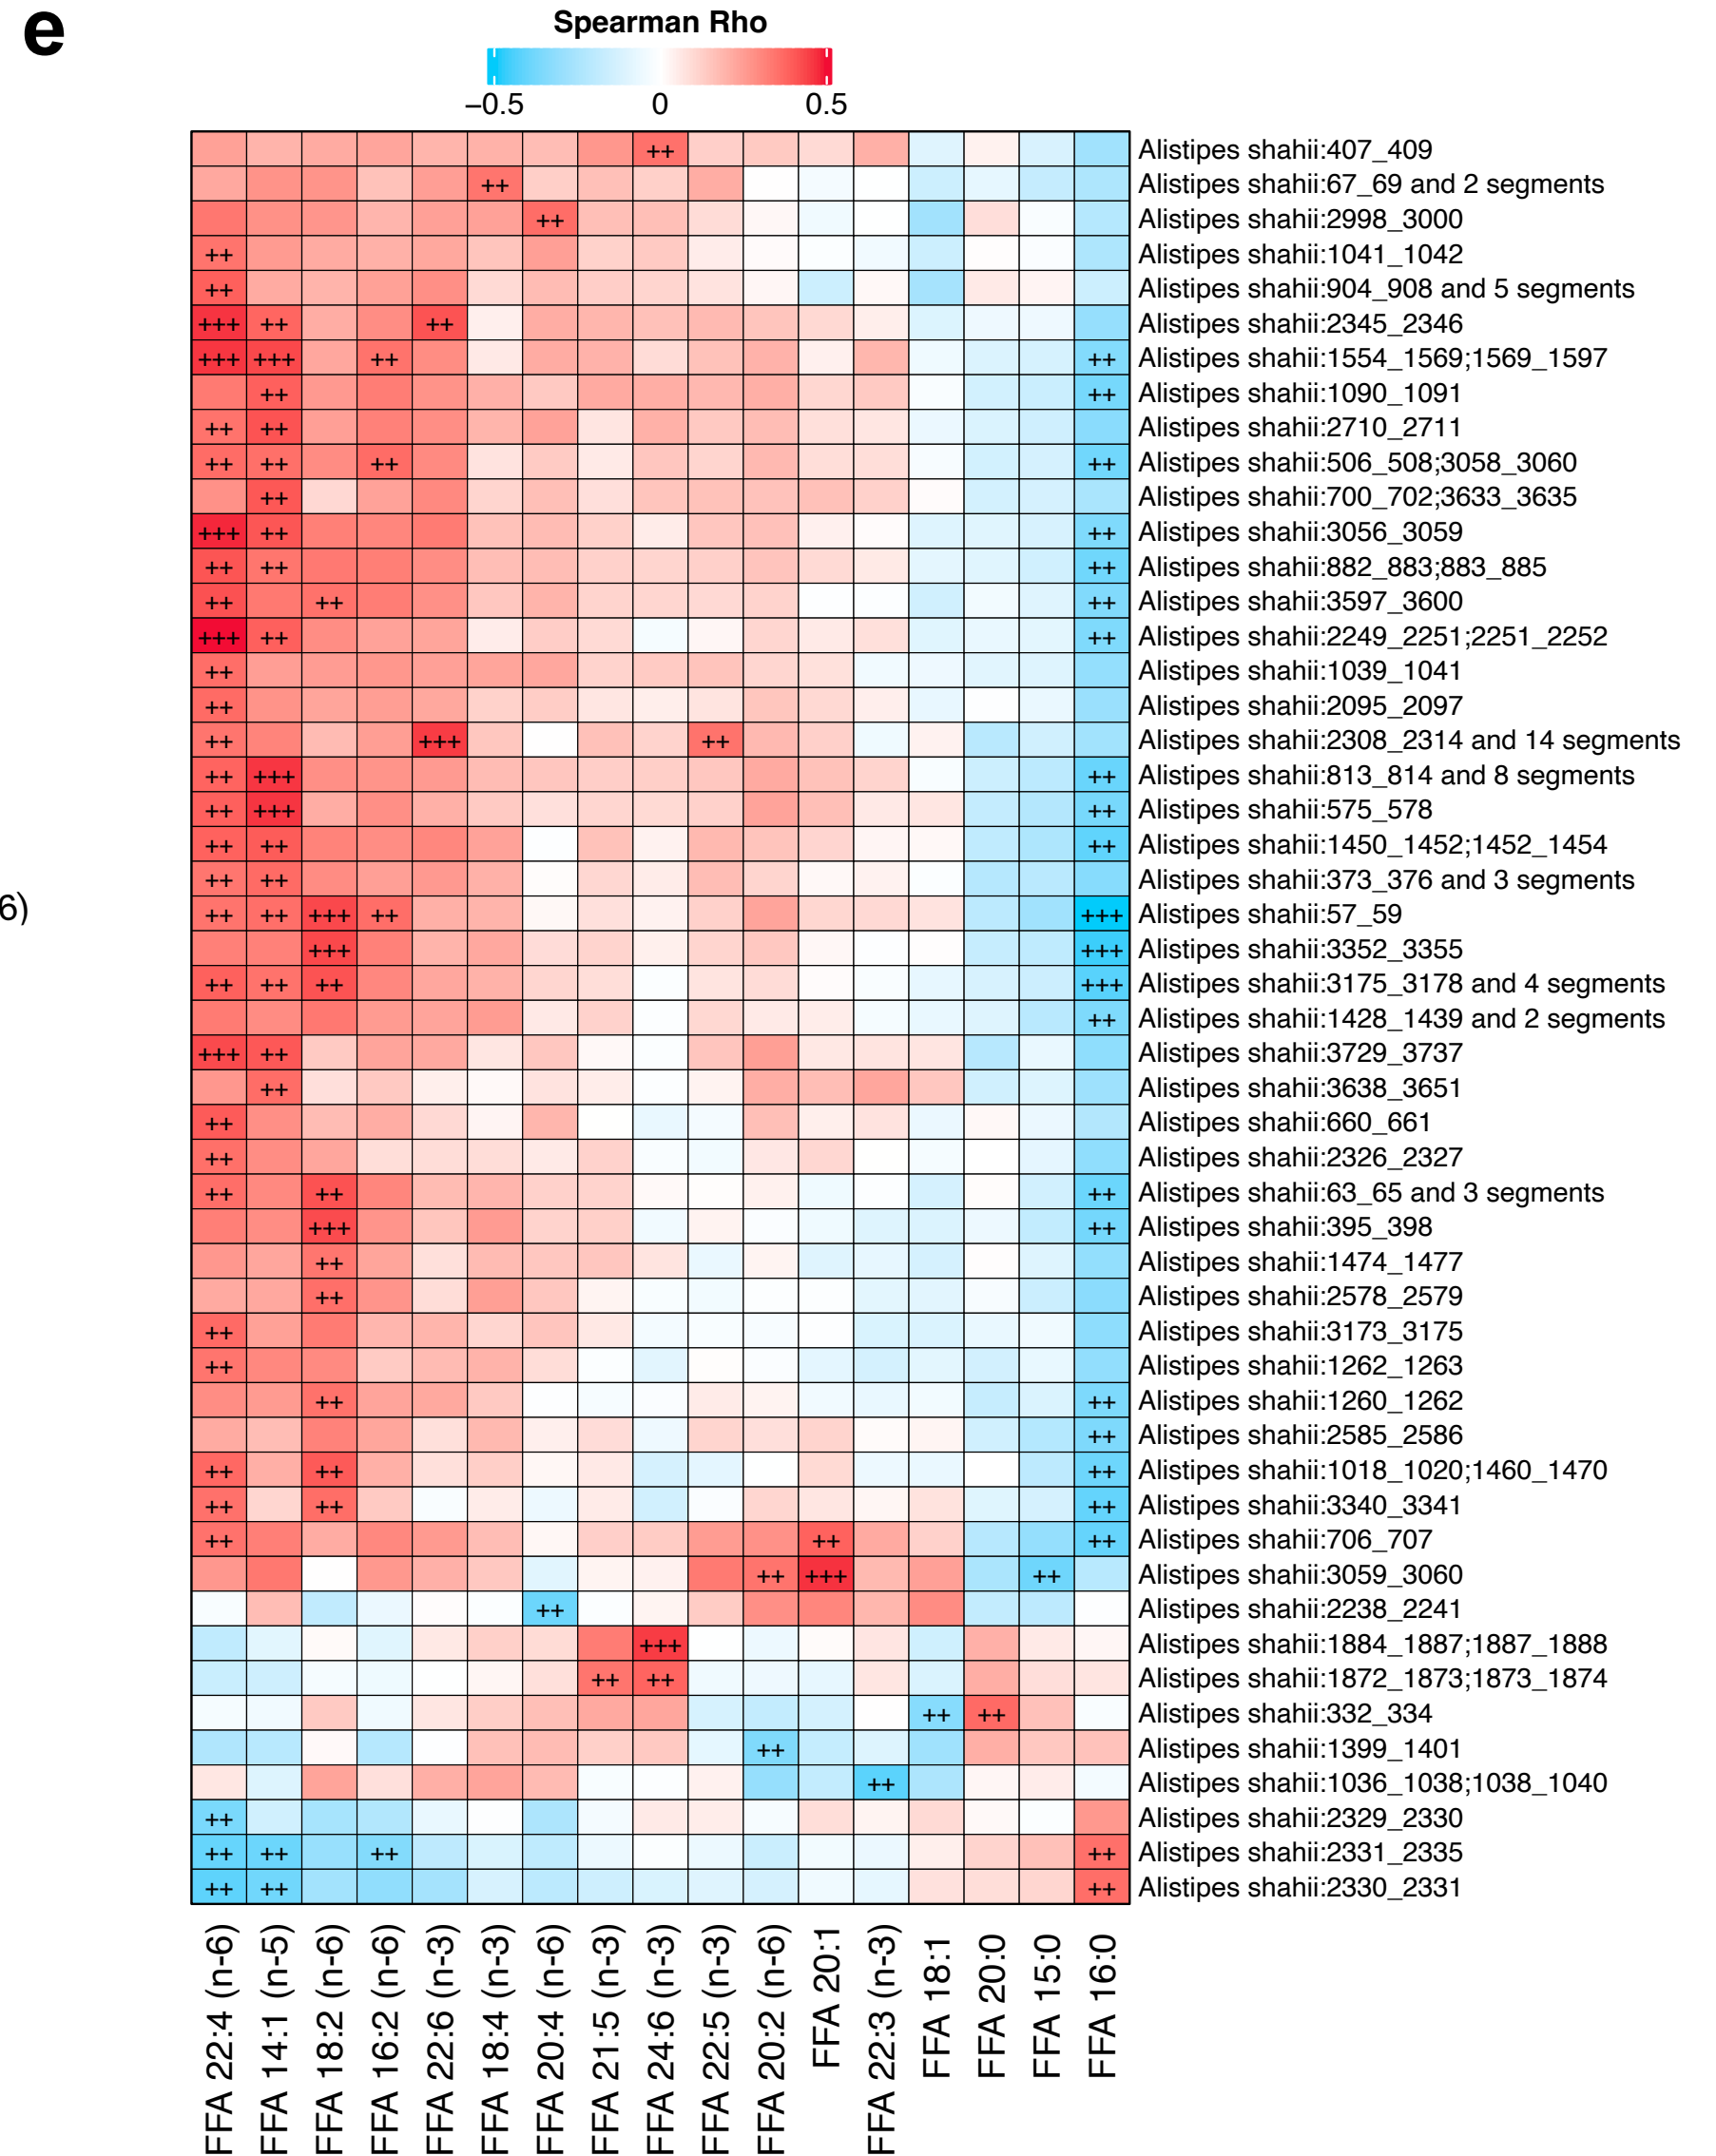 e
Spearman Rho
−0.5 0 0.5
++ Alistipes shahii:407_409
++ Alistipes shahii:67_69 and 2 segments
++ Alistipes shahii:2998_3000
++ Alistipes shahii:1041_1042
++ Alistipes shahii:904_908 and 5 segments
+++ ++ ++ Alistipes shahii:2345_2346
+++ +++ ++ ++ Alistipes shahii:1554_1569;1569_1597
++ ++ Alistipes shahii:1090_1091
++ ++ Alistipes shahii:2710_2711
++ ++ ++ ++ Alistipes shahii:506_508;3058_3060
++ Alistipes shahii:700_702;3633_3635
+++ ++ ++ Alistipes shahii:3056_3059
++ ++ ++ Alistipes shahii:882_883;883_885
++ ++ ++ Alistipes shahii:3597_3600
+++ ++ ++ Alistipes shahii:2249_2251;2251_2252
++ Alistipes shahii:1039_1041
++ Alistipes shahii:2095_2097
++ +++ ++ Alistipes shahii:2308_2314 and 14 segments
++ +++ ++ Alistipes shahii:813_814 and 8 segments
++ +++ ++ Alistipes shahii:575_578
++ ++ ++ Alistipes shahii:1450_1452;1452_1454
++ ++ Alistipes shahii:373_376 and 3 segments
6) ++ ++ +++ ++ +++ Alistipes shahii:57_59
+++ +++ Alistipes shahii:3352_3355
++ ++ ++ +++ Alistipes shahii:3175_3178 and 4 segments
++ Alistipes shahii:1428_1439 and 2 segments
+++ ++ Alistipes shahii:3729_3737
++ Alistipes shahii:3638_3651
++ Alistipes shahii:660_661
++ Alistipes shahii:2326_2327
++ ++ ++ Alistipes shahii:63_65 and 3 segments
+++ ++ Alistipes shahii:395_398
++ Alistipes shahii:1474_1477
++ Alistipes shahii:2578_2579
++ Alistipes shahii:3173_3175
++ Alistipes shahii:1262_1263
++ ++ Alistipes shahii:1260_1262
++ Alistipes shahii:2585_2586
++ ++ ++ Alistipes shahii:1018_1020;1460_1470
++ ++ ++ Alistipes shahii:3340_3341
++ ++ ++ Alistipes shahii:706_707
++ +++ ++ Alistipes shahii:3059_3060
++ Alistipes shahii:2238_2241
+++ Alistipes shahii:1884_1887;1887_1888
++ ++ Alistipes shahii:1872_1873;1873_1874
++ ++ Alistipes shahii:332_334
++ Alistipes shahii:1399_1401
++ Alistipes shahii:1036_1038;1038_1040
++ Alistipes shahii:2329_2330
++ ++ ++ ++ Alistipes shahii:2331_2335
++ ++ ++ Alistipes shahii:2330_2331
FFA 22:4 (n-6)
FFA 14:1 (n-5)
FFA 18:2 (n-6)
FFA 16:2 (n-6)
FFA 22:6 (n-3)
FFA 18:4 (n-3)
FFA 20:4 (n-6)
FFA 21:5 (n-3)
FFA 24:6 (n-3)
FFA 22:5 (n-3)
FFA 20:2 (n-6)
FFA 20:1
FFA 22:3 (n-3)
FFA 18:1
FFA 20:0
FFA 15:0
FFA 16:0